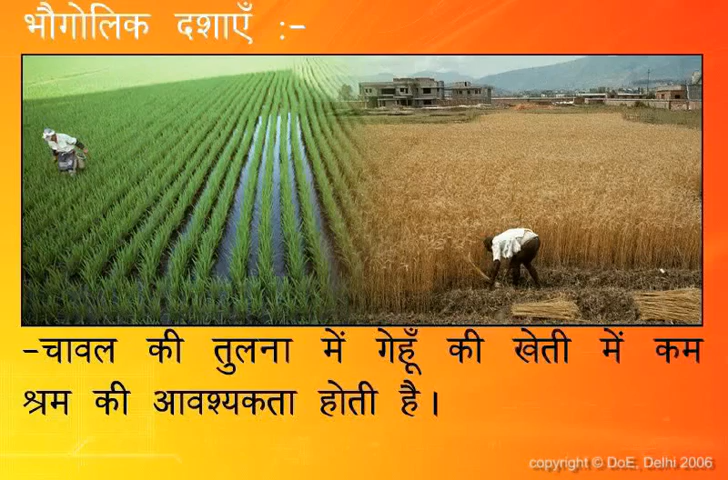 भौगोलिक दशाएँ :-
-चावल की तुलना में गेहूँ की खेती में कम
श्रम की आवश्यकता होती है।
copyright © DoE, Delhi 2006